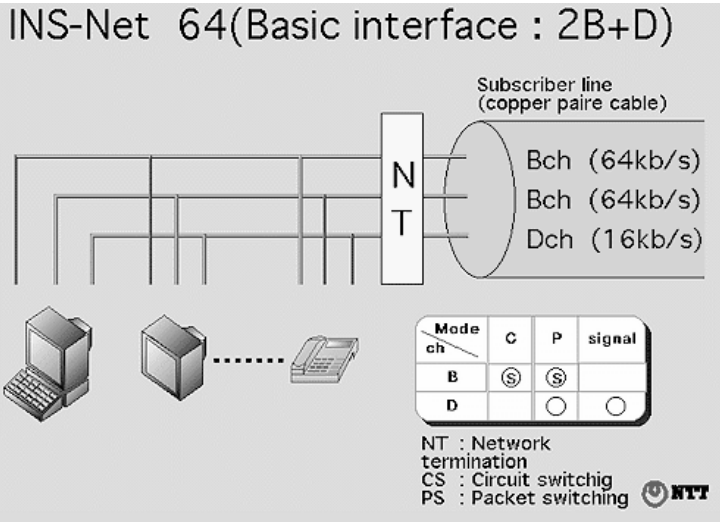 INS-Net 64(Basic interface : 2B+D)
Subscriber line
(copper paire cable)
N
T
Bch (64kb/s)
Bch (64kb/s)
Dch (16kb/s)
Mode
ch
C P signal
B Ⓢ Ⓢ
D ○ ○
NT : Network
termination
CS : Circuit switchig
PS : Packet switching
NTT